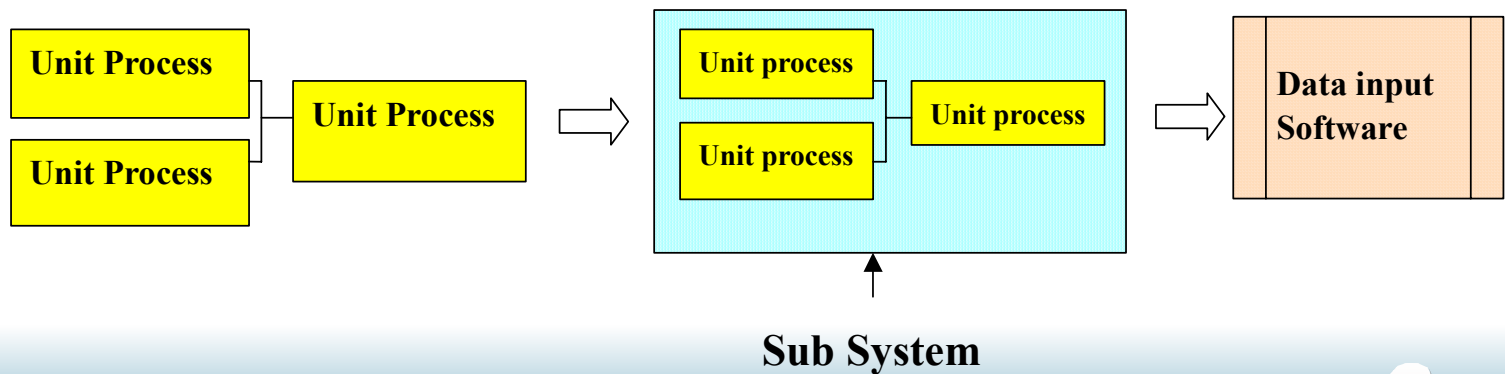 Unit Process
Unit Process
Unit Process
Unit process
Unit process
Unit process
Data input
Software
Sub System